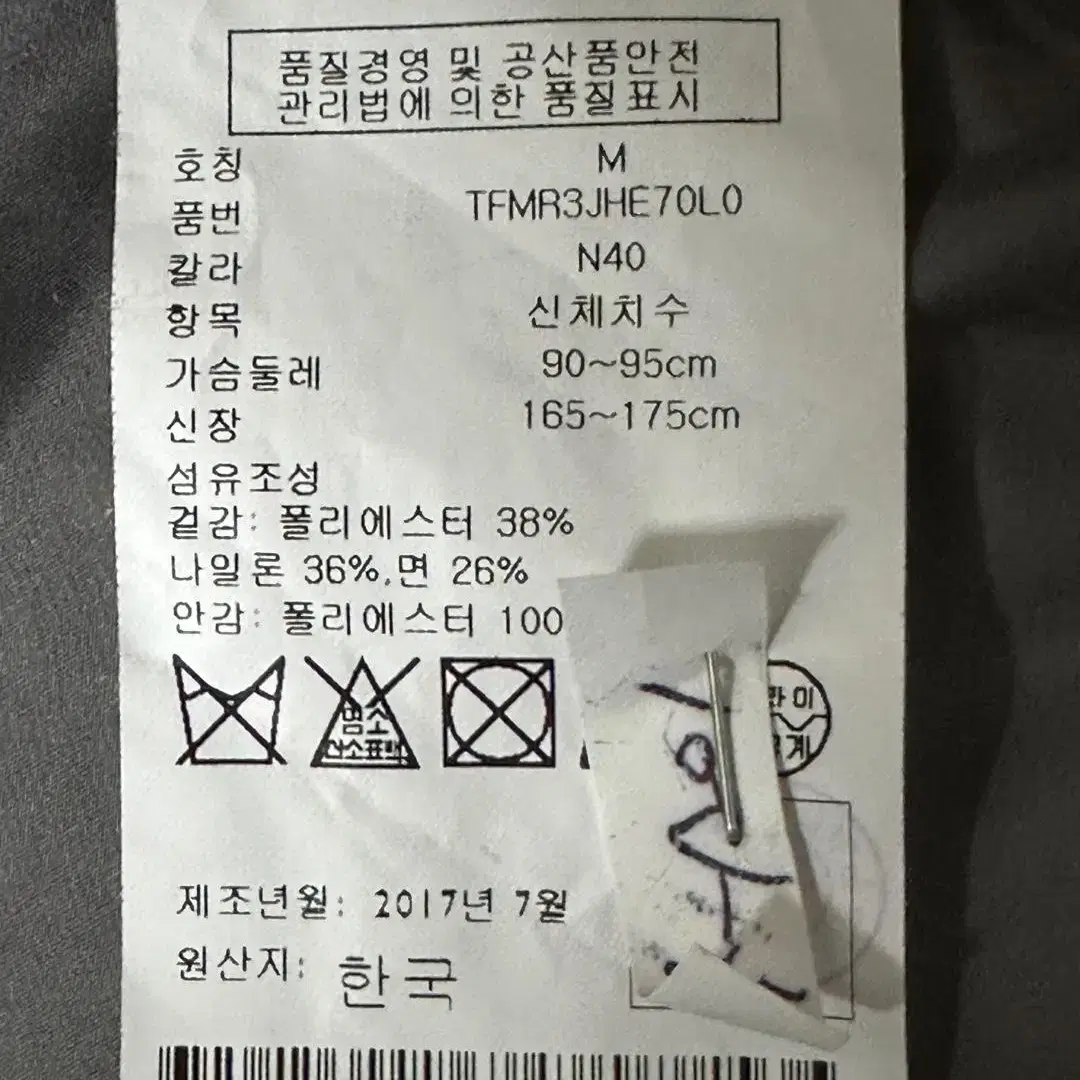 품질경영 및 공산품안전
관리법에 의한 품질표시
호칭 M
품번 TFMR3JHE70L0
칼라 N40
항목 신체치수
가슴둘레 90~95cm
신장 165~175cm
섬유조성
겉감: 폴리에스터 38%
나일론 36%,면 26%
안감: 폴리에스터 100
염소
산소표백
제조년월: 2017년 7월
원산지: 한국